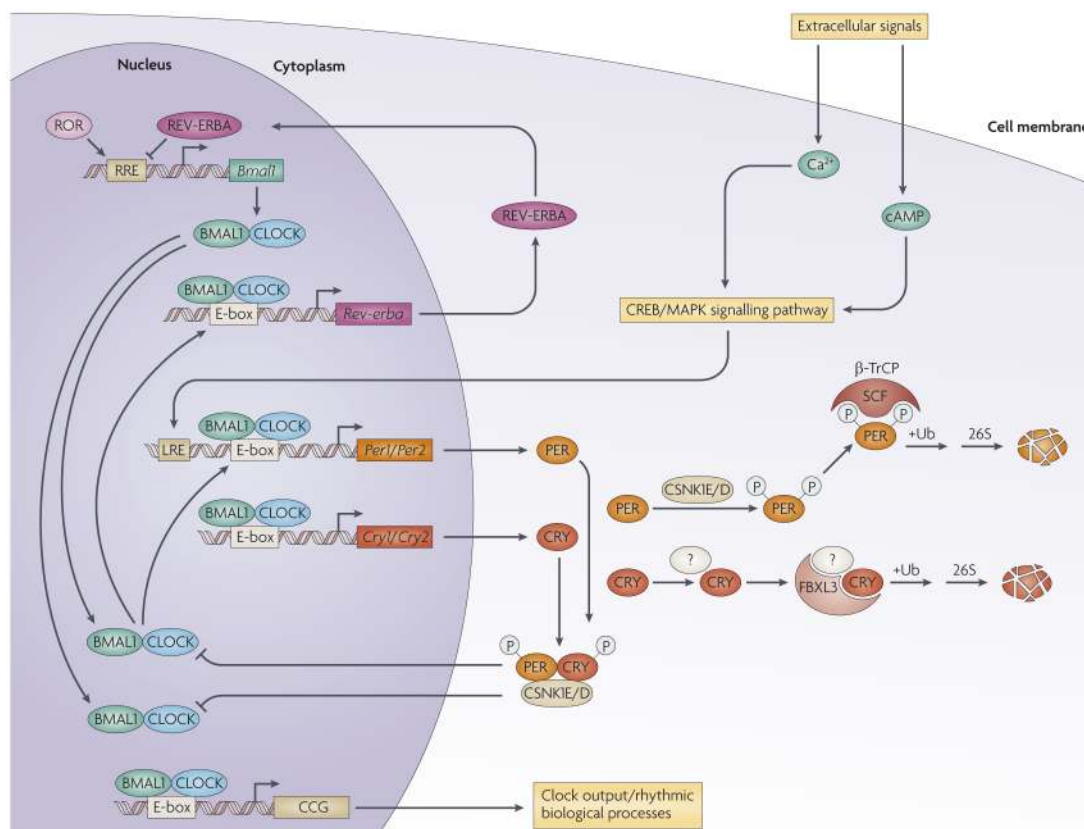 Extracellular signals
Nucleus
Cytoplasm
Cell membrane
ROR
REV-ERBA
RRE
Bmal1
Ca²⁺
BMAL1 CLOCK
REV-ERBA
cAMP
BMAL1 CLOCK
E-box
Rev-erba
CREB/MAPK signalling pathway
β-TrCP
SCF
P
P
BMAL1 CLOCK
LRE
E-box
Per1/Per2
PER
PER
+Ub
26S
CSNK1E/D
P
P
PER
PER
BMAL1 CLOCK
E-box
Cry1/Cry2
CRY
?
?
CRY
CRY
FBXL3
CRY
+Ub
26S
BMAL1 CLOCK
P
P
PER CRY
CSNK1E/D
BMAL1 CLOCK
BMAL1 CLOCK
E-box
CCG
Clock output/rhythmic
biological processes